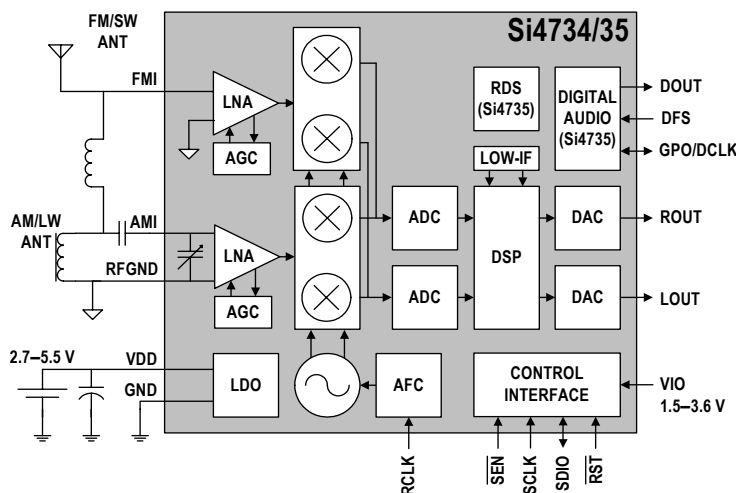 FM/SW
ANT
Si4734/35
FMI
LNA
AGC
RDS
(Si4735)
DIGITAL
AUDIO
(Si4735)
DOUT
DFS
GPO/DCLK
LOW-IF
AM/LW
ANT
AMI
RFGND
LNA
AGC
ADC
ADC
DSP
DAC
DAC
ROUT
LOUT
2.7–5.5 V
VDD
GND
LDO
AFC
CONTROL
INTERFACE
VIO
1.5–3.6 V
RCLK
SEN
SCLK
SDIO
RST